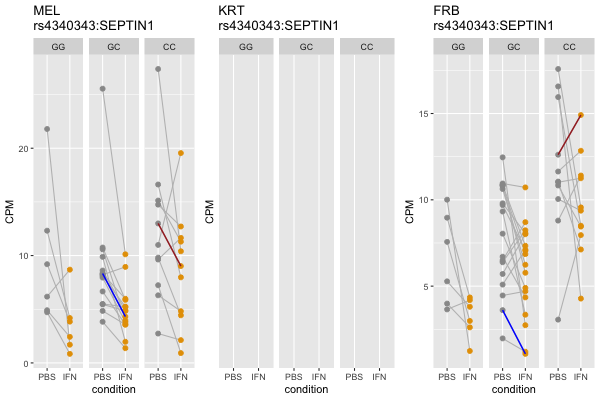 MEL
rs4340343:SEPTIN1
GG GC CC
CPM
20
10
0
PBS IFN PBS IFN PBS IFN
condition
KRT
rs4340343:SEPTIN1
GG GC CC
CPM
PBS IFN PBS IFN PBS IFN
condition
FRB
rs4340343:SEPTIN1
GG GC CC
CPM
15
10
5
PBS IFN PBS IFN PBS IFN
condition